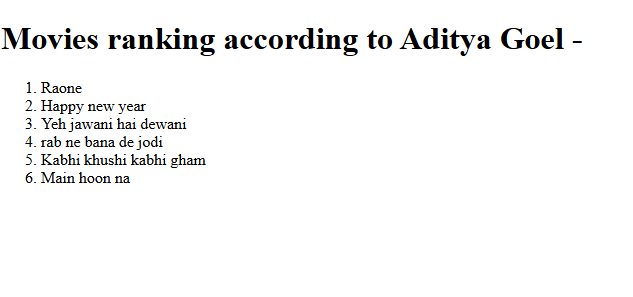 Movies ranking according to Aditya Goel -
1. Raone
2. Happy new year
3. Yeh jawani hai dewani
4. rab ne bana de jodi
5. Kabhi khushi kabhi gham
6. Main hoon na